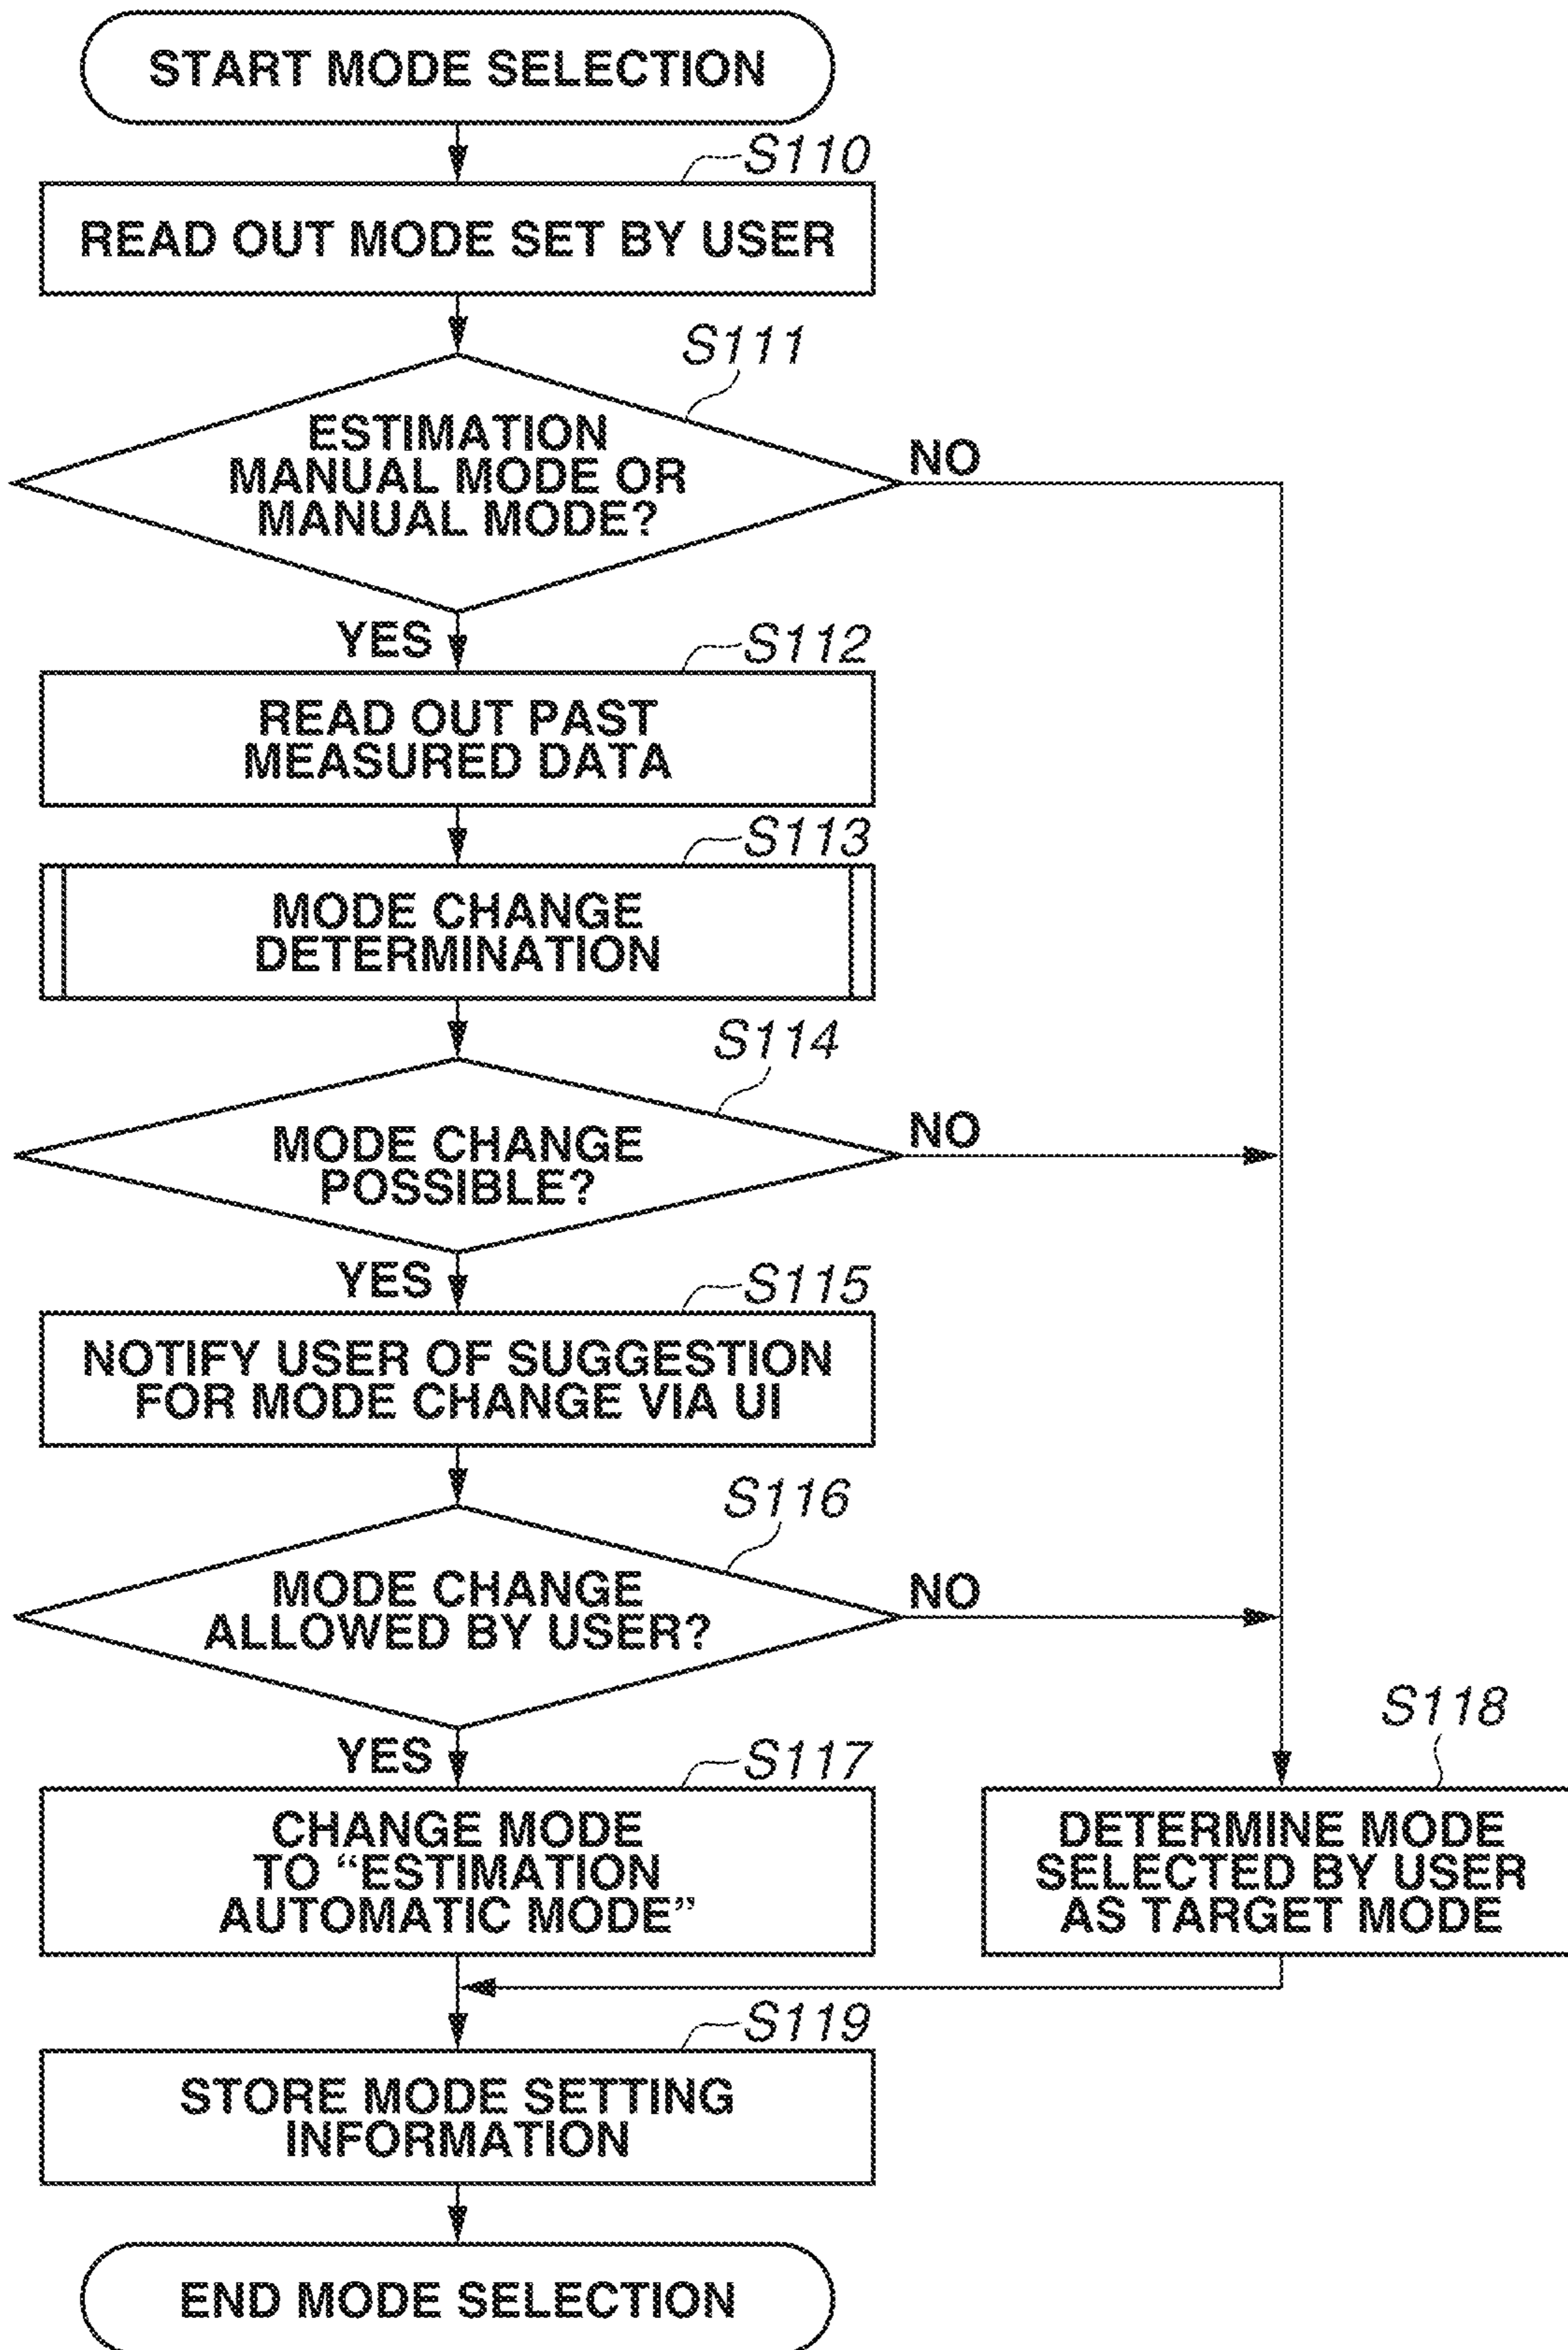 START MODE SELECTION
S110
READ OUT MODE SET BY USER
S111
ESTIMATION
MANUAL MODE OR
MANUAL MODE?
NO
YES
S112
READ OUT PAST
MEASURED DATA
S113
MODE CHANGE
DETERMINATION
S114
MODE CHANGE
POSSIBLE?
NO
YES
S115
NOTIFY USER OF SUGGESTION
FOR MODE CHANGE VIA UI
S116
MODE CHANGE
ALLOWED BY USER?
NO
YES
S117
CHANGE MODE
TO “ESTIMATION
AUTOMATIC MODE”
S118
DETERMINE MODE
SELECTED BY USER
AS TARGET MODE
S119
STORE MODE SETTING
INFORMATION
END MODE SELECTION